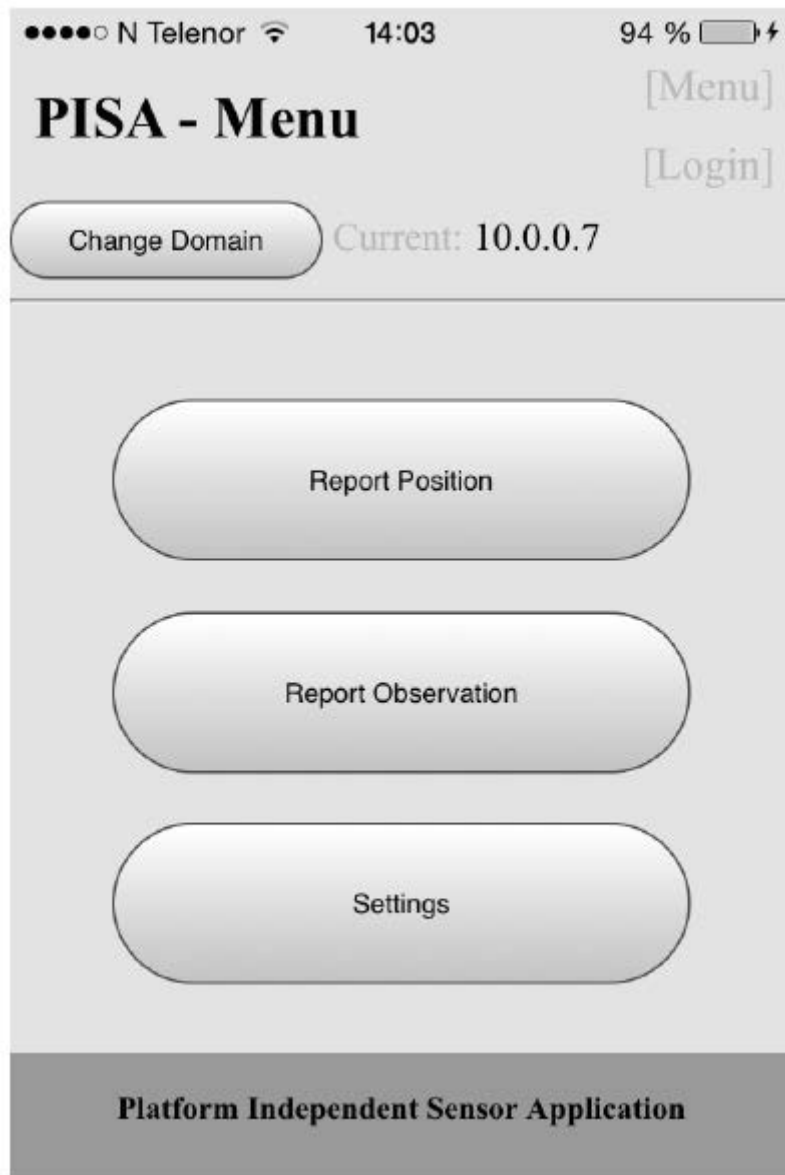 N Telenor 14:03 94 %
[Menu]
PISA - Menu
[Login]
Change Domain Current: 10.0.0.7
Report Position
Report Observation
Settings
Platform Independent Sensor Application